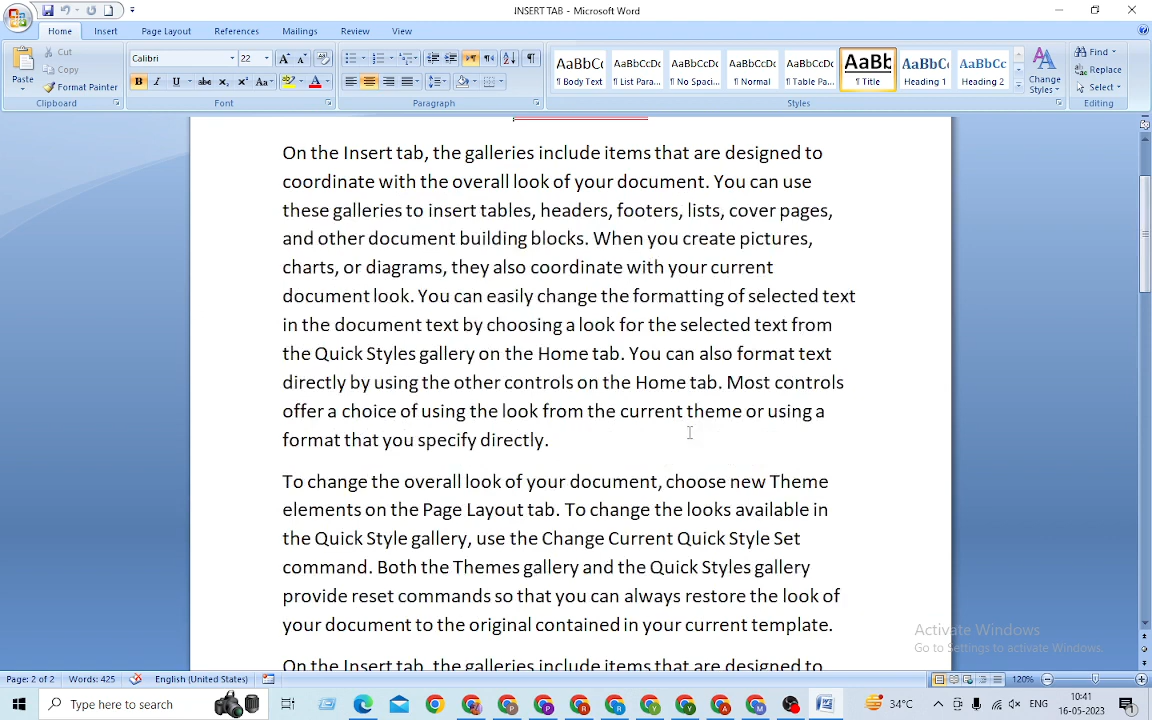 INSERT TAB - Microsoft Word
Home Insert Page Layout References Mailings Review View
Paste
Cut
Copy
Format Painter
Clipboard
Calibri 22
Font
Paragraph
AaBbC AaBbCcDc AaBbCcDc AaBbCcDc AaBbCcDc AaBb AaBbC AaBbCc
¶ Body Text ¶ List Para... ¶ No Spaci... ¶ Normal ¶ Table Pa... ¶ Title Heading 1 Heading 2
Change Styles
Styles
Find
Replace
Select
Editing
On the Insert tab, the galleries include items that are designed to
coordinate with the overall look of your document. You can use
these galleries to insert tables, headers, footers, lists, cover pages,
and other document building blocks. When you create pictures,
charts, or diagrams, they also coordinate with your current
document look. You can easily change the formatting of selected text
in the document text by choosing a look for the selected text from
the Quick Styles gallery on the Home tab. You can also format text
directly by using the other controls on the Home tab. Most controls
offer a choice of using the look from the current theme or using a
format that you specify directly.
To change the overall look of your document, choose new Theme
elements on the Page Layout tab. To change the looks available in
the Quick Style gallery, use the Change Current Quick Style Set
command. Both the Themes gallery and the Quick Styles gallery
provide reset commands so that you can always restore the look of
your document to the original contained in your current template.
On the Insert tab, the galleries include items that are designed to
Activate Windows
Go to Settings to activate Windows.
Page: 2 of 2 Words: 425 English (United States) 120%
Type here to search
34°C
ENG
10:41
16-05-2023